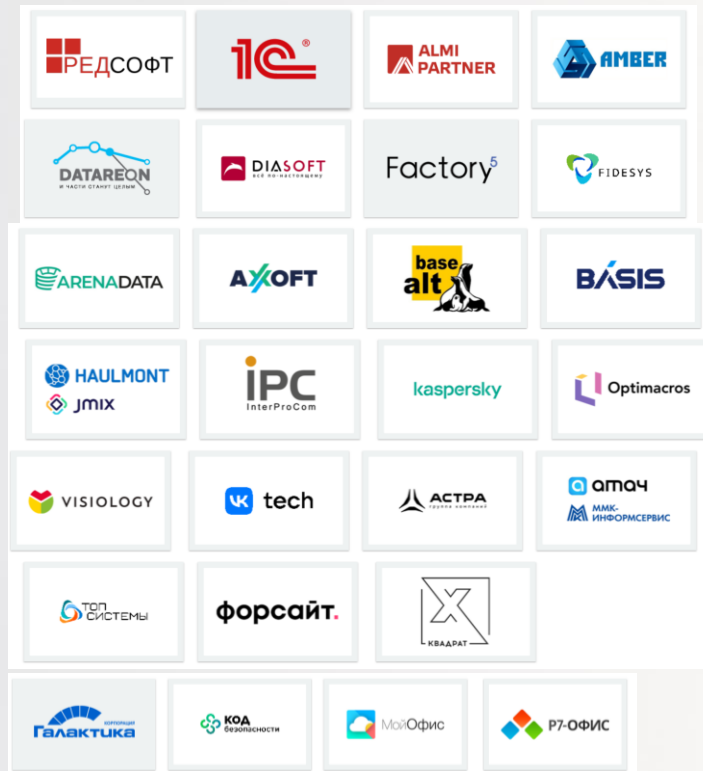 РЕДСОФТ
1С®
ALMI
PARTNER
AMBER
DATAREON
И ЧАСТИ СТАНУТ ЦЕЛЫМ
DIASOFT
всё по-настоящему
Factory5
FIDESYS
ARENADATA
AXOFT
base
alt
BASIS
HAULMONT
JMIX
iPC
InterProCom
kaspersky
Optimacros
VISIOLOGY
VK tech
АСТРА
группа компаний
атач
ММК-
ИНФОРМСЕРВИС
ТОП
СИСТЕМЫ
форсайт.
X
КВАДРАТ
КОРПОРАЦИЯ
Галактика
КОД
безопасности
МойОфис
Р7-ОФИС